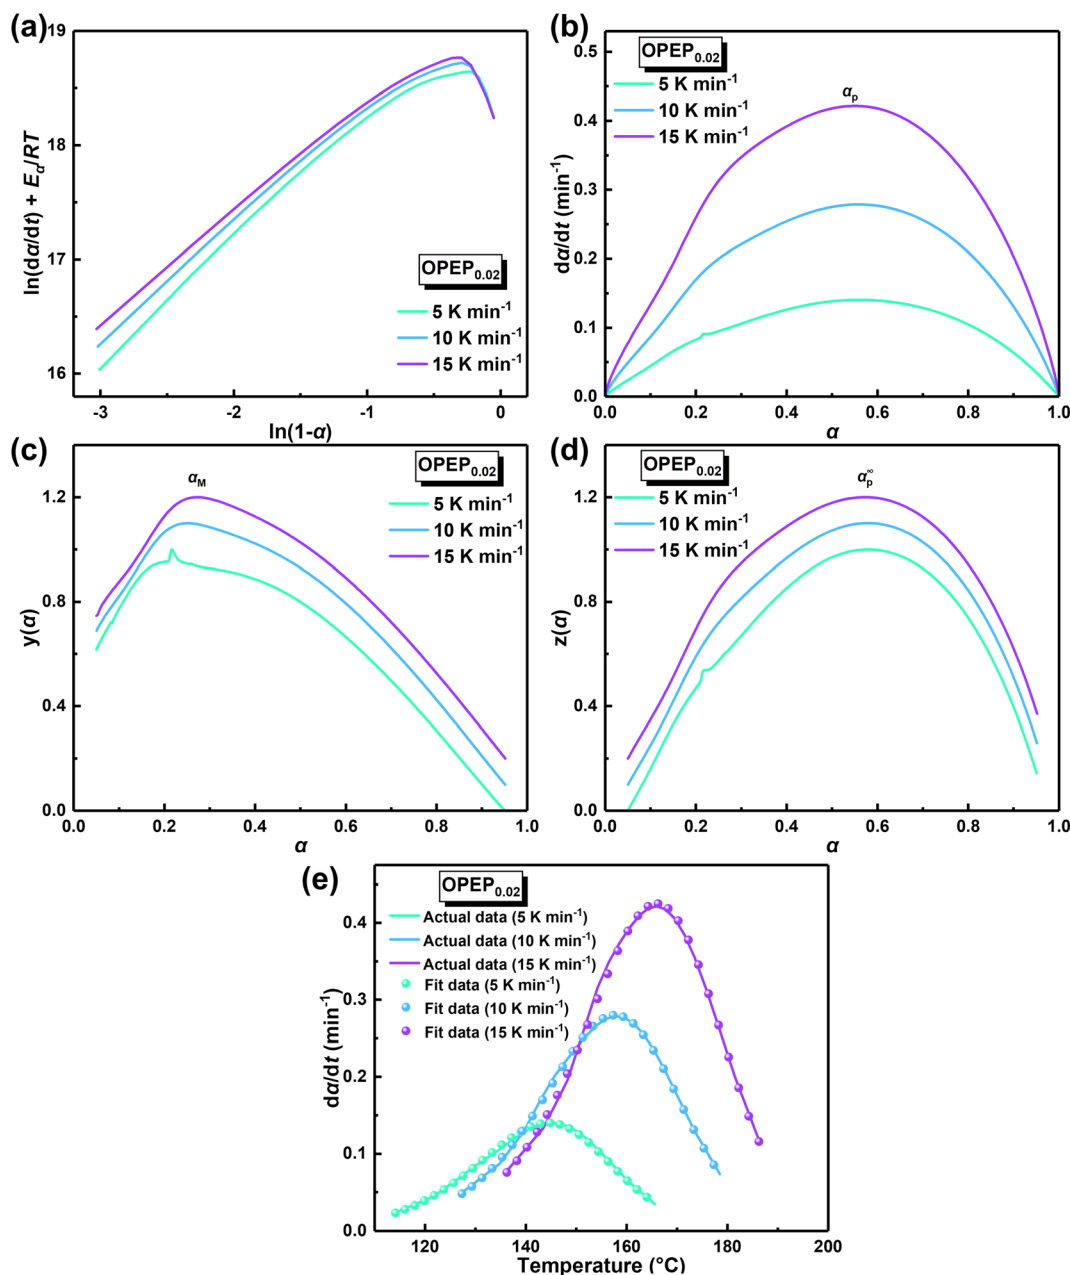 (a)
19
18
17
16
ln(dα/dt) + Eα/RT
OPEP0.02
5 K min-1
10 K min-1
15 K min-1
-3 -2 -1 0
ln(1-α)
(b)
0.5
0.4
0.3
0.2
0.1
0.0
dα/dt (min-1)
OPEP0.02
5 K min-1
10 K min-1
15 K min-1
αp
0.0 0.2 0.4 0.6 0.8 1.0
α
(c)
1.2
0.8
0.4
0.0
y(α)
αM
OPEP0.02
5 K min-1
10 K min-1
15 K min-1
0.0 0.2 0.4 0.6 0.8 1.0
α
(d)
1.2
0.8
0.4
0.0
z(α)
OPEP0.02
5 K min-1
10 K min-1
15 K min-1
αp∞
0.0 0.2 0.4 0.6 0.8 1.0
α
(e)
0.4
0.3
0.2
0.1
0.0
dα/dt (min-1)
OPEP0.02
Actual data (5 K min-1)
Actual data (10 K min-1)
Actual data (15 K min-1)
Fit data (5 K min-1)
Fit data (10 K min-1)
Fit data (15 K min-1)
120 140 160 180 200
Temperature (°C)